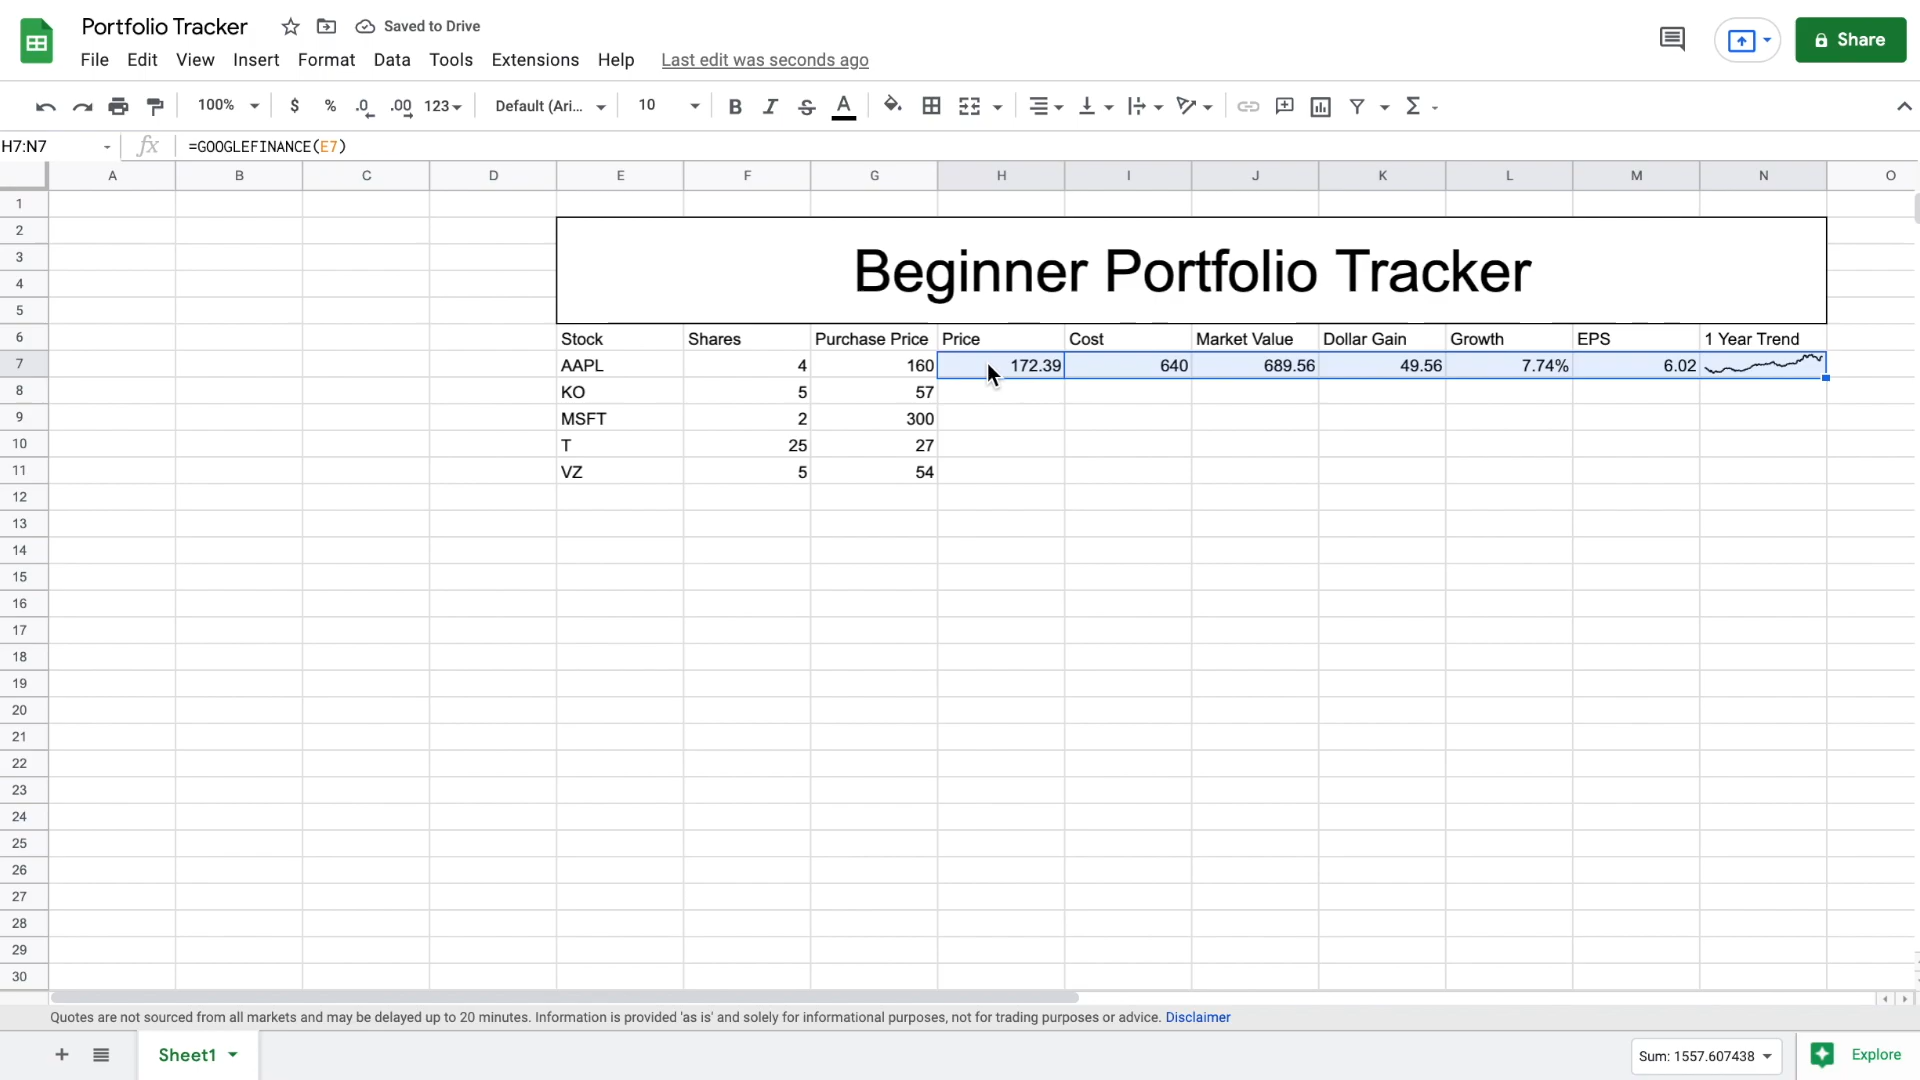 Portfolio Tracker Saved to Drive
File Edit View Insert Format Data Tools Extensions Help Last edit was seconds ago
Share
100% $ % .0 .00 123 Default (Ari... 10 B I S A Σ
H7:N7 fx =GOOGLEFINANCE(E7)
A B C D E F G H I J K L M N O
1
2
3
4
5
Beginner Portfolio Tracker
6 Stock Shares Purchase Price Price Cost Market Value Dollar Gain Growth EPS 1 Year Trend
7 AAPL 4 160 172.39 640 689.56 49.56 7.74% 6.02
8 KO 5 57
9 MSFT 2 300
10 T 25 27
11 VZ 5 54
12
13
14
15
16
17
18
19
20
21
22
23
24
25
26
27
28
29
30
Quotes are not sourced from all markets and may be delayed up to 20 minutes. Information is provided 'as is' and solely for informational purposes, not for trading purposes or advice. Disclaimer
+ Sheet1 Sum: 1557.607438 Explore